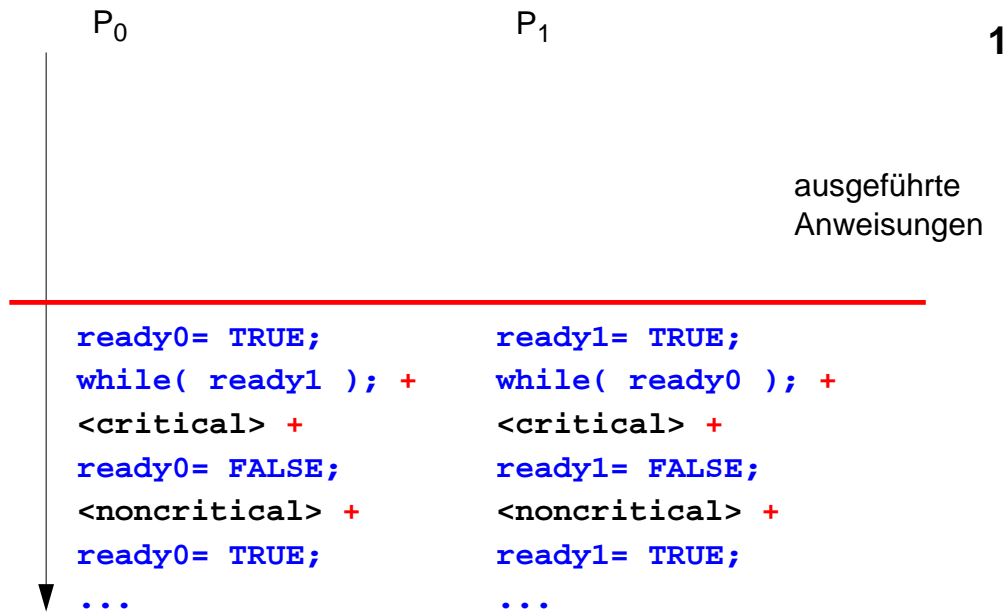 P0 P1
1
ausgeführte
Anweisungen
ready0= TRUE; ready1= TRUE;
while( ready1 ); + while( ready0 ); +
<critical> + <critical> +
ready0= FALSE; ready1= FALSE;
<noncritical> + <noncritical> +
ready0= TRUE; ready1= TRUE;
... ...